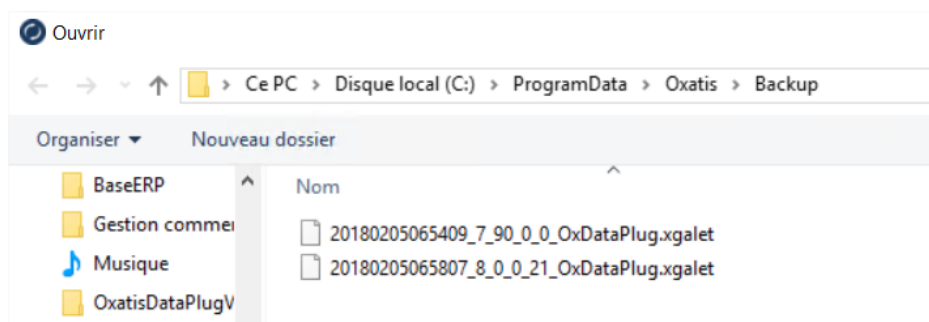 Ouvrir
Ce PC > Disque local (C:) > ProgramData > Oxatis > Backup
Organiser Nouveau dossier
BaseERP
Gestion commer
Musique
OxatisDataPlugV
Nom
20180205065409_7_90_0_0_OxDataPlug.xgalet
20180205065807_8_0_0_21_OxDataPlug.xgalet